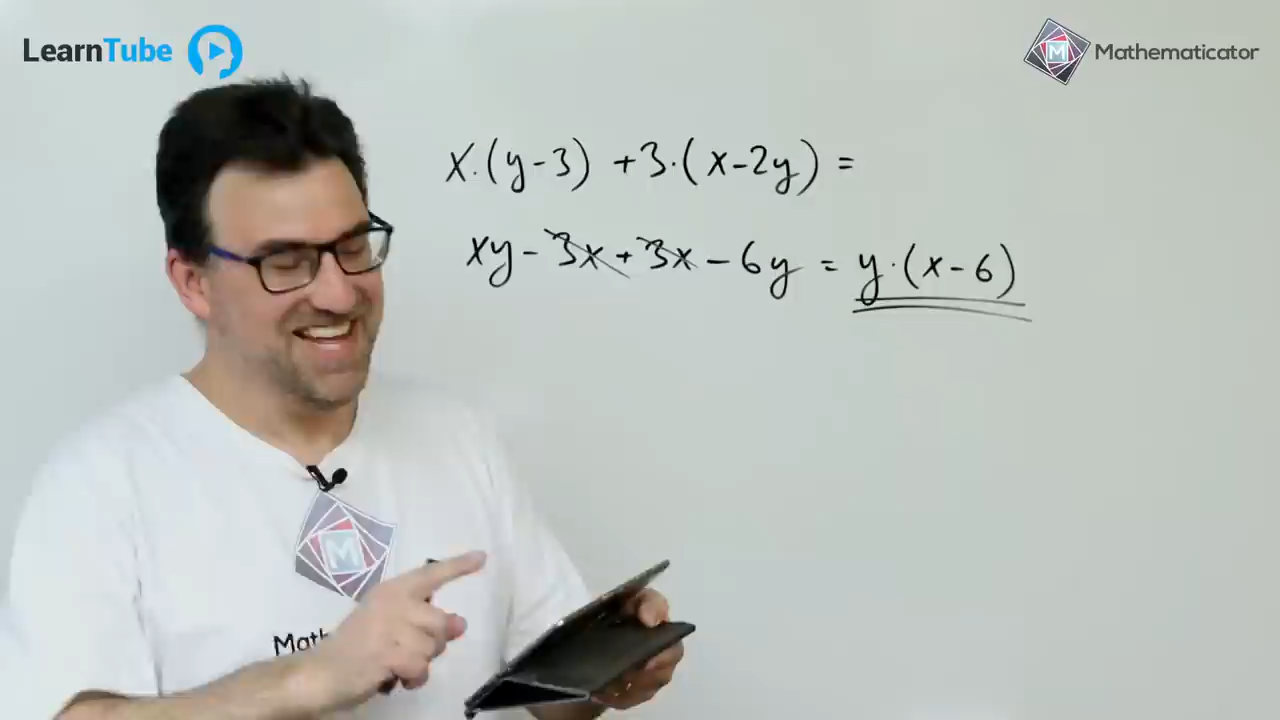 LearnTube
Mathematicator
x·(y-3) +3·(x-2y) =
xy - 3x + 3x - 6y = y·(x-6)
M
Math